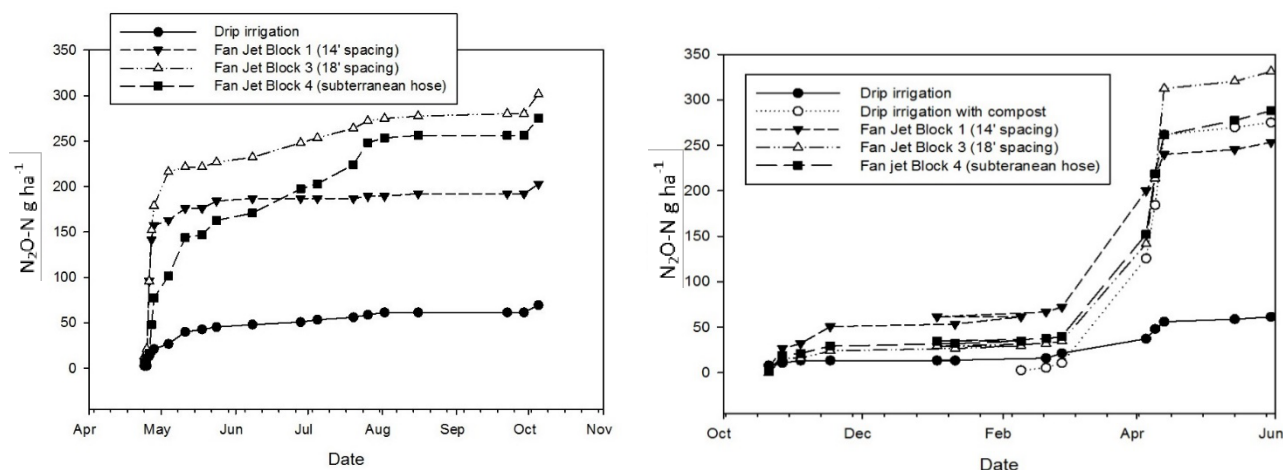 Drip irrigation
Fan Jet Block 1 (14' spacing)
Fan Jet Block 3 (18' spacing)
Fan Jet Block 4 (subterranean hose)
N₂O-N g ha⁻¹
350
300
250
200
150
100
50
0
Apr May Jun Jul Aug Sep Oct Nov
Date
Drip irrigation
Drip irrigation with compost
Fan Jet Block 1 (14' spacing)
Fan Jet Block 3 (18' spacing)
Fan jet Block 4 (subteranean hose)
N₂O-N g ha⁻¹
350
300
250
200
150
100
50
0
Oct Dec Feb Apr Jun
Date